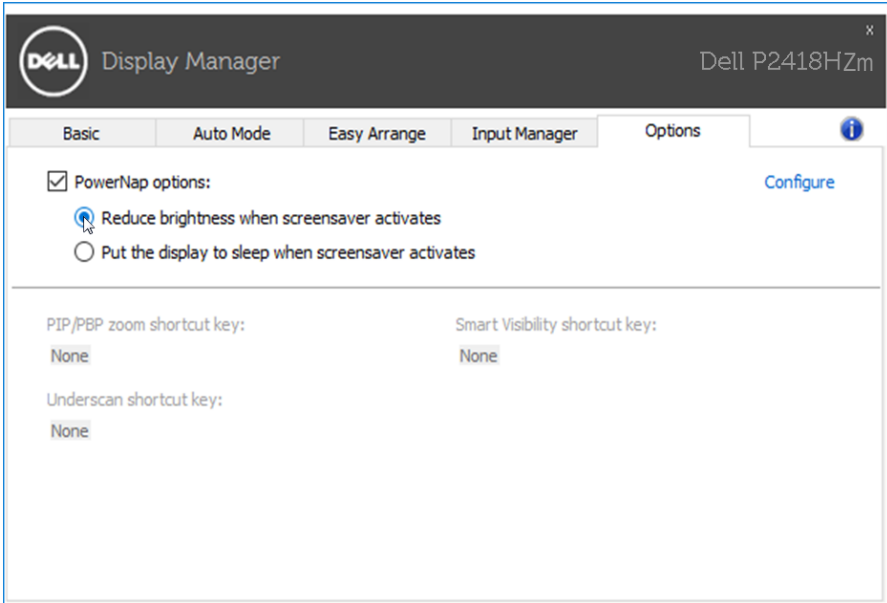 DELL Display Manager
x
Dell P2418HZm
Basic Auto Mode Easy Arrange Input Manager Options i
PowerNap options: Configure
Reduce brightness when screensaver activates
Put the display to sleep when screensaver activates
PIP/PBP zoom shortcut key: Smart Visibility shortcut key:
None None
Underscan shortcut key:
None